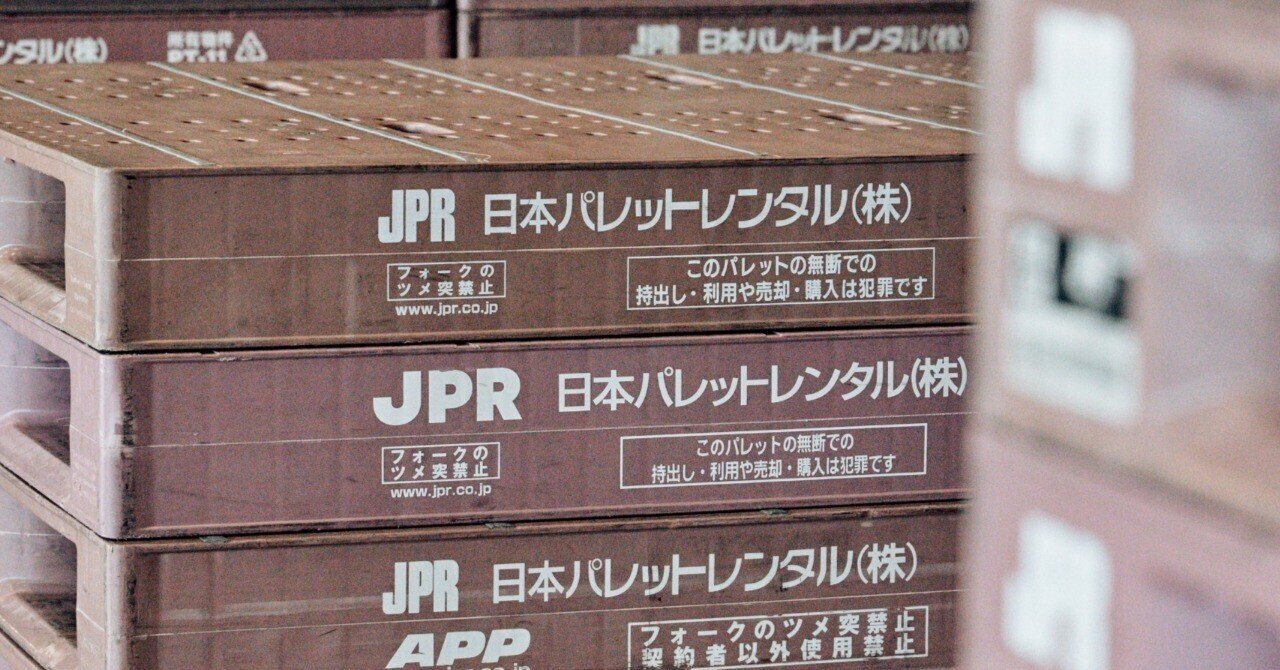 ンタル(株)
所有物件
PT-11
JPR 日本パレットレンタル(株)
JPR 日本パレットレンタル(株)
フォークの
ツメ突禁止
www.jpr.co.jp
このパレットの無断での
持出し・利用や売却・購入は犯罪です
JPR 日本パレットレンタル(株)
フォークの
ツメ突禁止
www.jpr.co.jp
このパレットの無断での
持出し・利用や売却・購入は犯罪です
JPR 日本パレットレンタル(株)
APP
フォークのツメ突禁止
契約者以外使用禁止